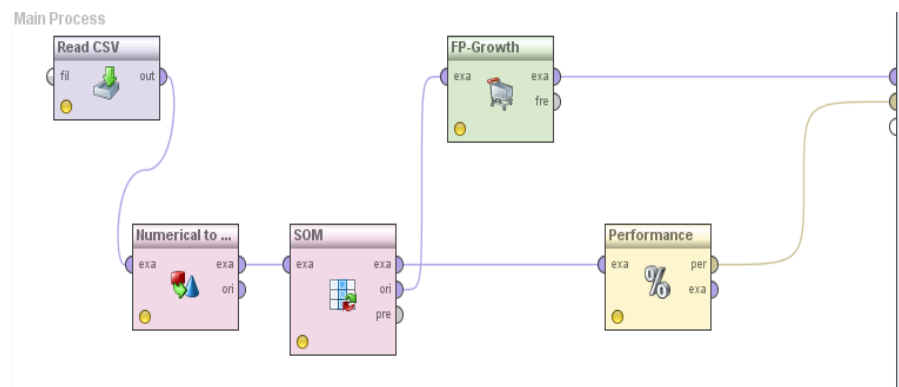 Main Process
Read CSV
fil out
FP-Growth
exa exa
fre
Numerical to ...
exa exa
ori
SOM
exa exa
ori
pre
Performance
% 
exa per
exa